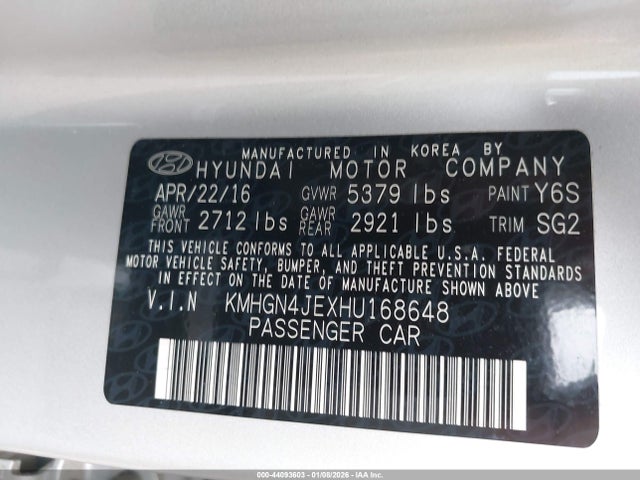 MANUFACTURED IN KOREA BY
HYUNDAI MOTOR COMPANY
APR/22/16 GVWR 5379 lbs PAINT Y6S
GAWR FRONT 2712 lbs GAWR REAR 2921 lbs TRIM SG2
THIS VEHICLE CONFORMS TO ALL APPLICABLE U.S.A. FEDERAL
MOTOR VEHICLE SAFETY, BUMPER, AND THEFT PREVENTION STANDARDS
IN EFFECT ON THE DATE OF MANUFACTURE SHOWN ABOVE.
V.I.N KMHGN4JEXHU168648
PASSENGER CAR
000-44093603 - 01/08/2026 - IAA Holdings, LLC